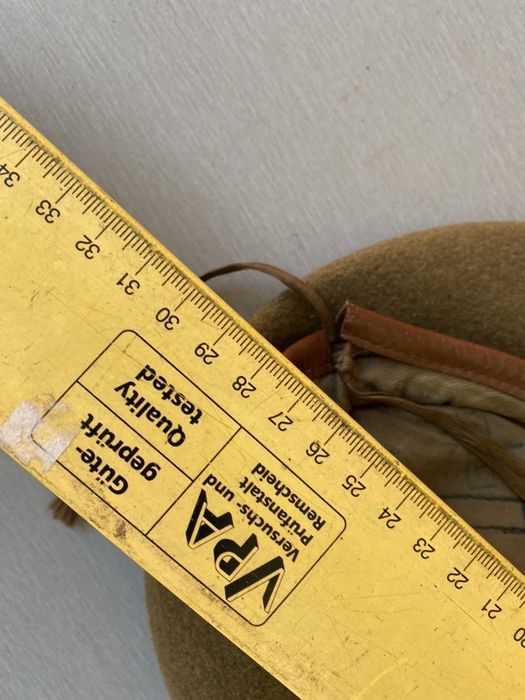 34 33 32 31 30 29 28 27 26 25 24 23 22 21 20
Quality
tested
Güte-
geprüft
VPA
Versuchs- und
prüfanstalt
Remscheid